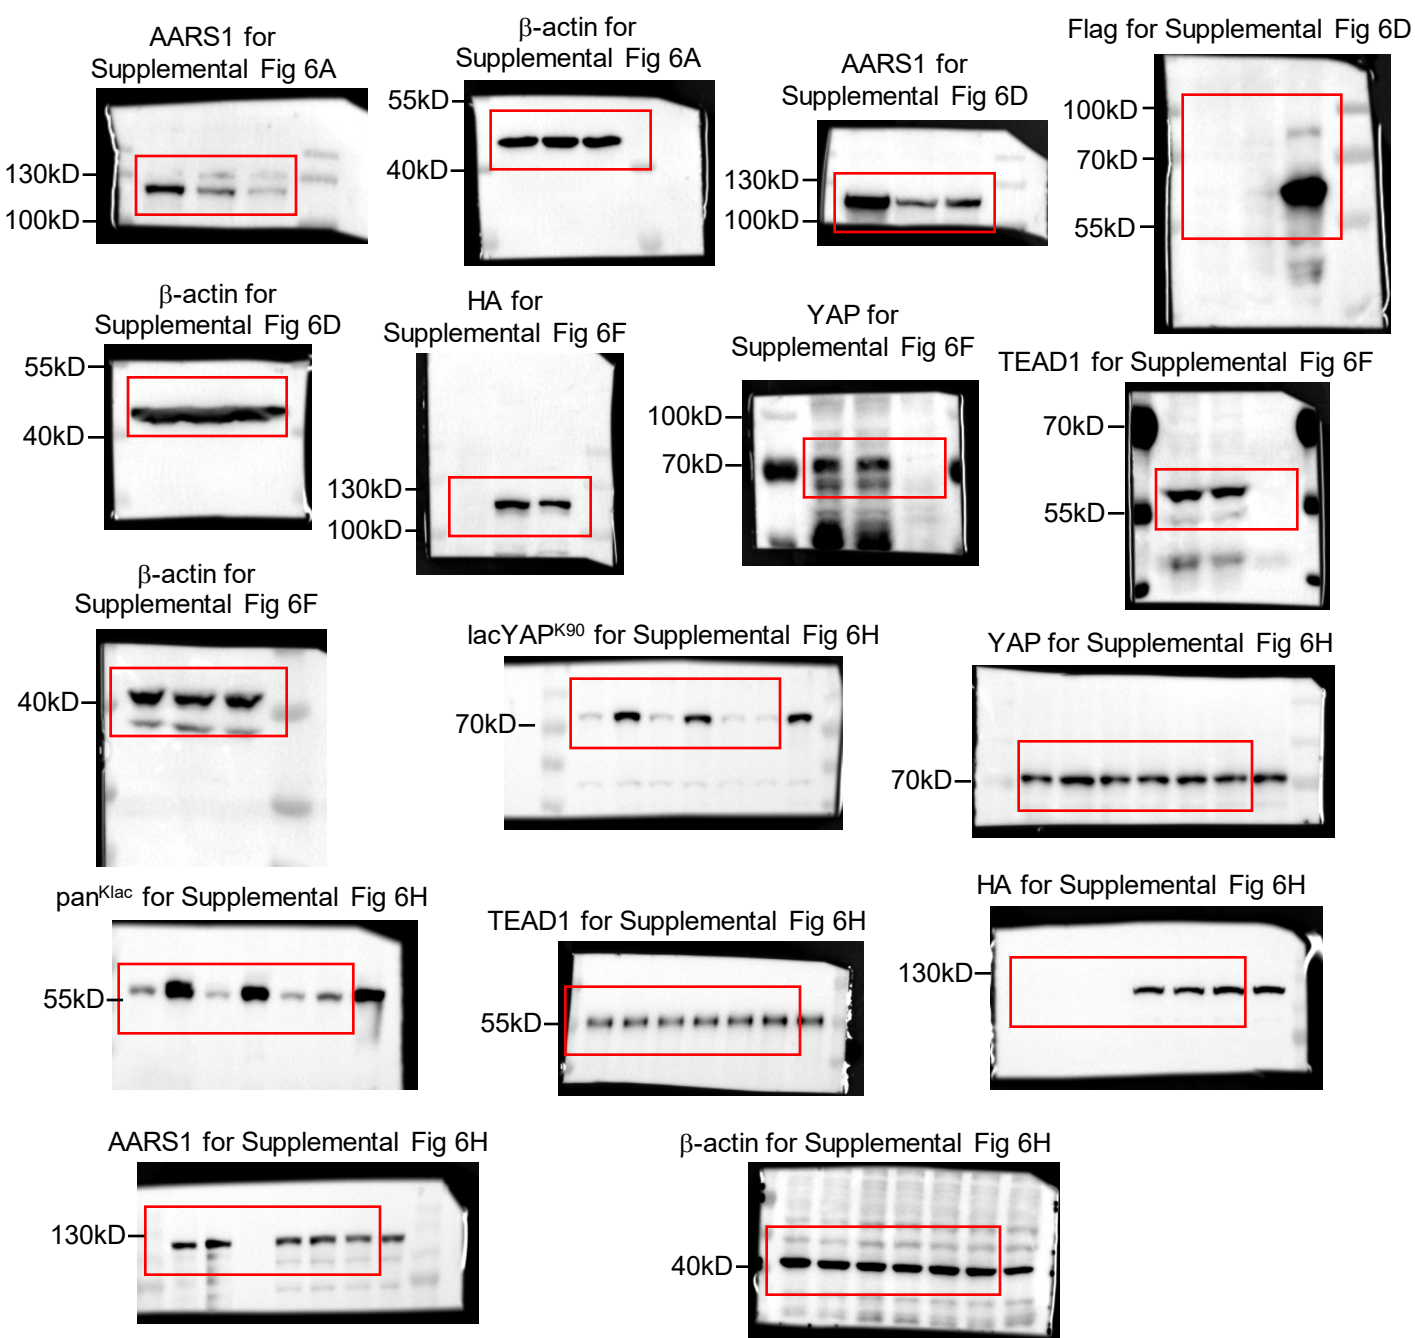 AARS1 for
Supplemental Fig 6A
130kD
100kD
β-actin for
Supplemental Fig 6A
55kD
40kD
AARS1 for
Supplemental Fig 6D
130kD
100kD
Flag for Supplemental Fig 6D
100kD
70kD
55kD
β-actin for
Supplemental Fig 6D
55kD
40kD
HA for
Supplemental Fig 6F
130kD
100kD
YAP for
Supplemental Fig 6F
100kD
70kD
TEAD1 for Supplemental Fig 6F
70kD
55kD
β-actin for
Supplemental Fig 6F
40kD
lacYAPK90 for Supplemental Fig 6H
70kD
YAP for Supplemental Fig 6H
70kD
panKlac for Supplemental Fig 6H
55kD
TEAD1 for Supplemental Fig 6H
55kD
HA for Supplemental Fig 6H
130kD
AARS1 for Supplemental Fig 6H
130kD
β-actin for Supplemental Fig 6H
40kD